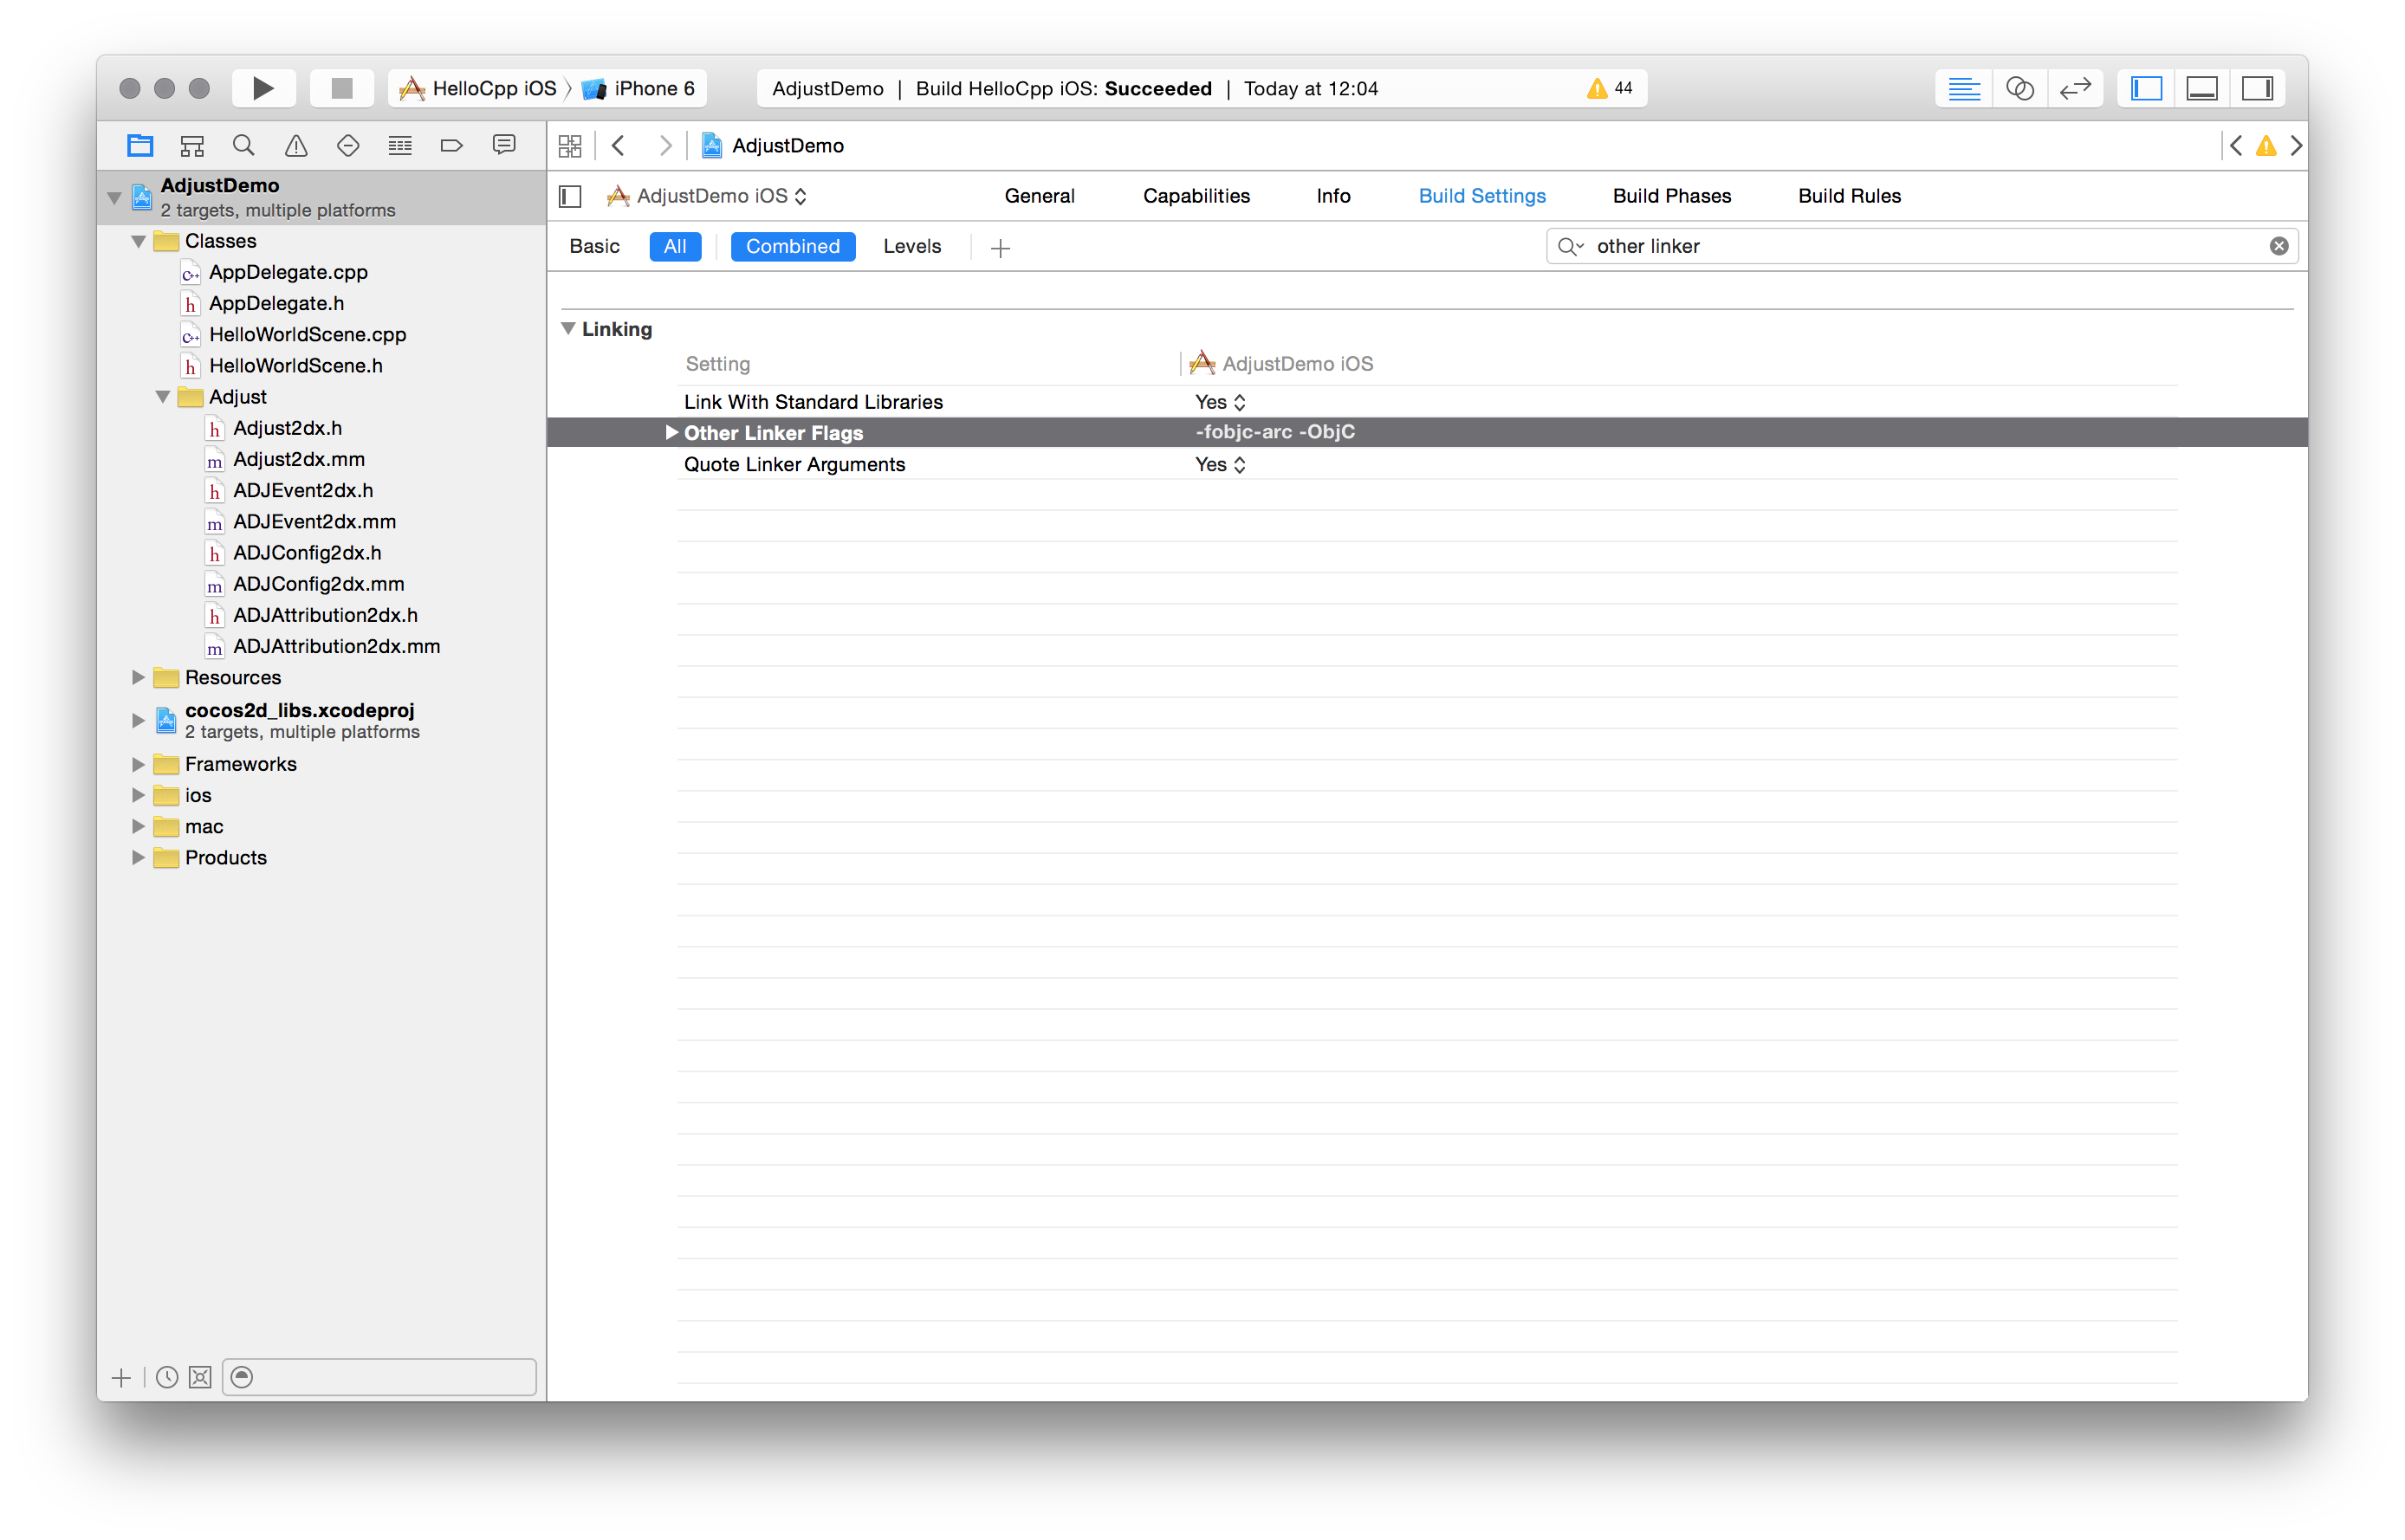 HelloCpp iOS iPhone 6 AdjustDemo | Build HelloCpp iOS: Succeeded | Today at 12:04 44
AdjustDemo
AdjustDemo
2 targets, multiple platforms
Classes
C++ AppDelegate.cpp
h AppDelegate.h
C++ HelloWorldScene.cpp
h HelloWorldScene.h
Adjust
h Adjust2dx.h
m Adjust2dx.mm
h ADJEvent2dx.h
m ADJEvent2dx.mm
h ADJConfig2dx.h
m ADJConfig2dx.mm
h ADJAttribution2dx.h
m ADJAttribution2dx.mm
Resources
cocos2d_libs.xcodeproj
2 targets, multiple platforms
Frameworks
ios
mac
Products
AdjustDemo iOS General Capabilities Info Build Settings Build Phases Build Rules
Basic All Combined Levels other linker
Linking
Setting AdjustDemo iOS
Link With Standard Libraries Yes
Other Linker Flags -fobjc-arc -ObjC
Quote Linker Arguments Yes